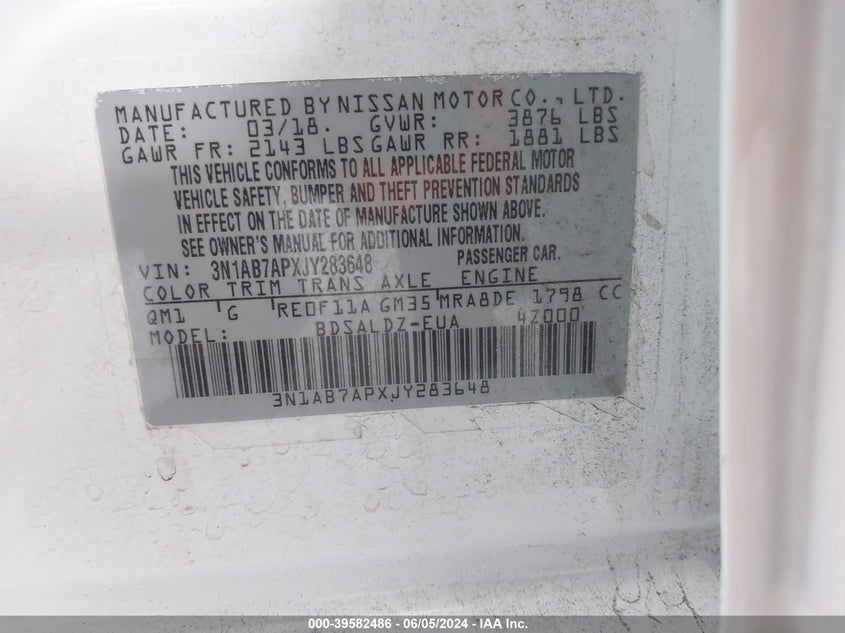 MANUFACTURED BY NISSAN MOTOR CO., LTD.
DATE: 03/18. GVWR: 3876 LBS
GAWR FR: 2143 LBS GAWR RR: 1881 LBS
THIS VEHICLE CONFORMS TO ALL APPLICABLE FEDERAL MOTOR
VEHICLE SAFETY, BUMPER AND THEFT PREVENTION STANDARDS
IN EFFECT ON THE DATE OF MANUFACTURE SHOWN ABOVE.
SEE OWNER'S MANUAL FOR ADDITIONAL INFORMATION.
VIN: 3N1AB7APXJY283648 PASSENGER CAR.
COLOR TRIM TRANS AXLE ENGINE
QM1 G RE0F11A GM35 MRA8DE 1798 CC
MODEL: BDSALDZ-EUA 4Z000
3N1AB7APXJY283648
000-39582486 - 06/05/2024 - IAA Inc.